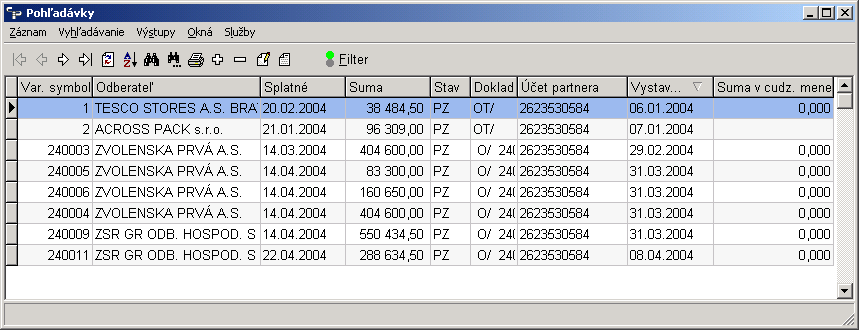 Pohľadávky
Záznam Vyhľadávanie Výstupy Okná Služby
Filter
Var. symbol Odberateľ Splatné Suma Stav Doklad Účet partnera Vystav... Suma v cudz. mene
1 TESCO STORES A.S. BRA 20.02.2004 38 484,50 PZ OT/ 2623530584 06.01.2004 0,000
2 ACROSS PACK s.r.o. 21.01.2004 96 309,00 PZ OT/ 2623530584 07.01.2004
240003 ZVOLENSKA PRVÁ A.S. 14.03.2004 404 600,00 PZ O/ 240 2623530584 29.02.2004 0,000
240005 ZVOLENSKA PRVÁ A.S. 14.04.2004 83 300,00 PZ O/ 240 2623530584 31.03.2004 0,000
240006 ZVOLENSKA PRVÁ A.S. 14.04.2004 160 650,00 PZ O/ 240 2623530584 31.03.2004 0,000
240004 ZVOLENSKA PRVÁ A.S. 14.04.2004 404 600,00 PZ O/ 240 2623530584 31.03.2004 0,000
240009 ZSR GR ODB. HOSPOD. S 14.04.2004 550 434,50 PZ O/ 240 2623530584 31.03.2004 0,000
240011 ZSR GR ODB. HOSPOD. S 22.04.2004 288 634,50 PZ O/ 240 2623530584 08.04.2004 0,000